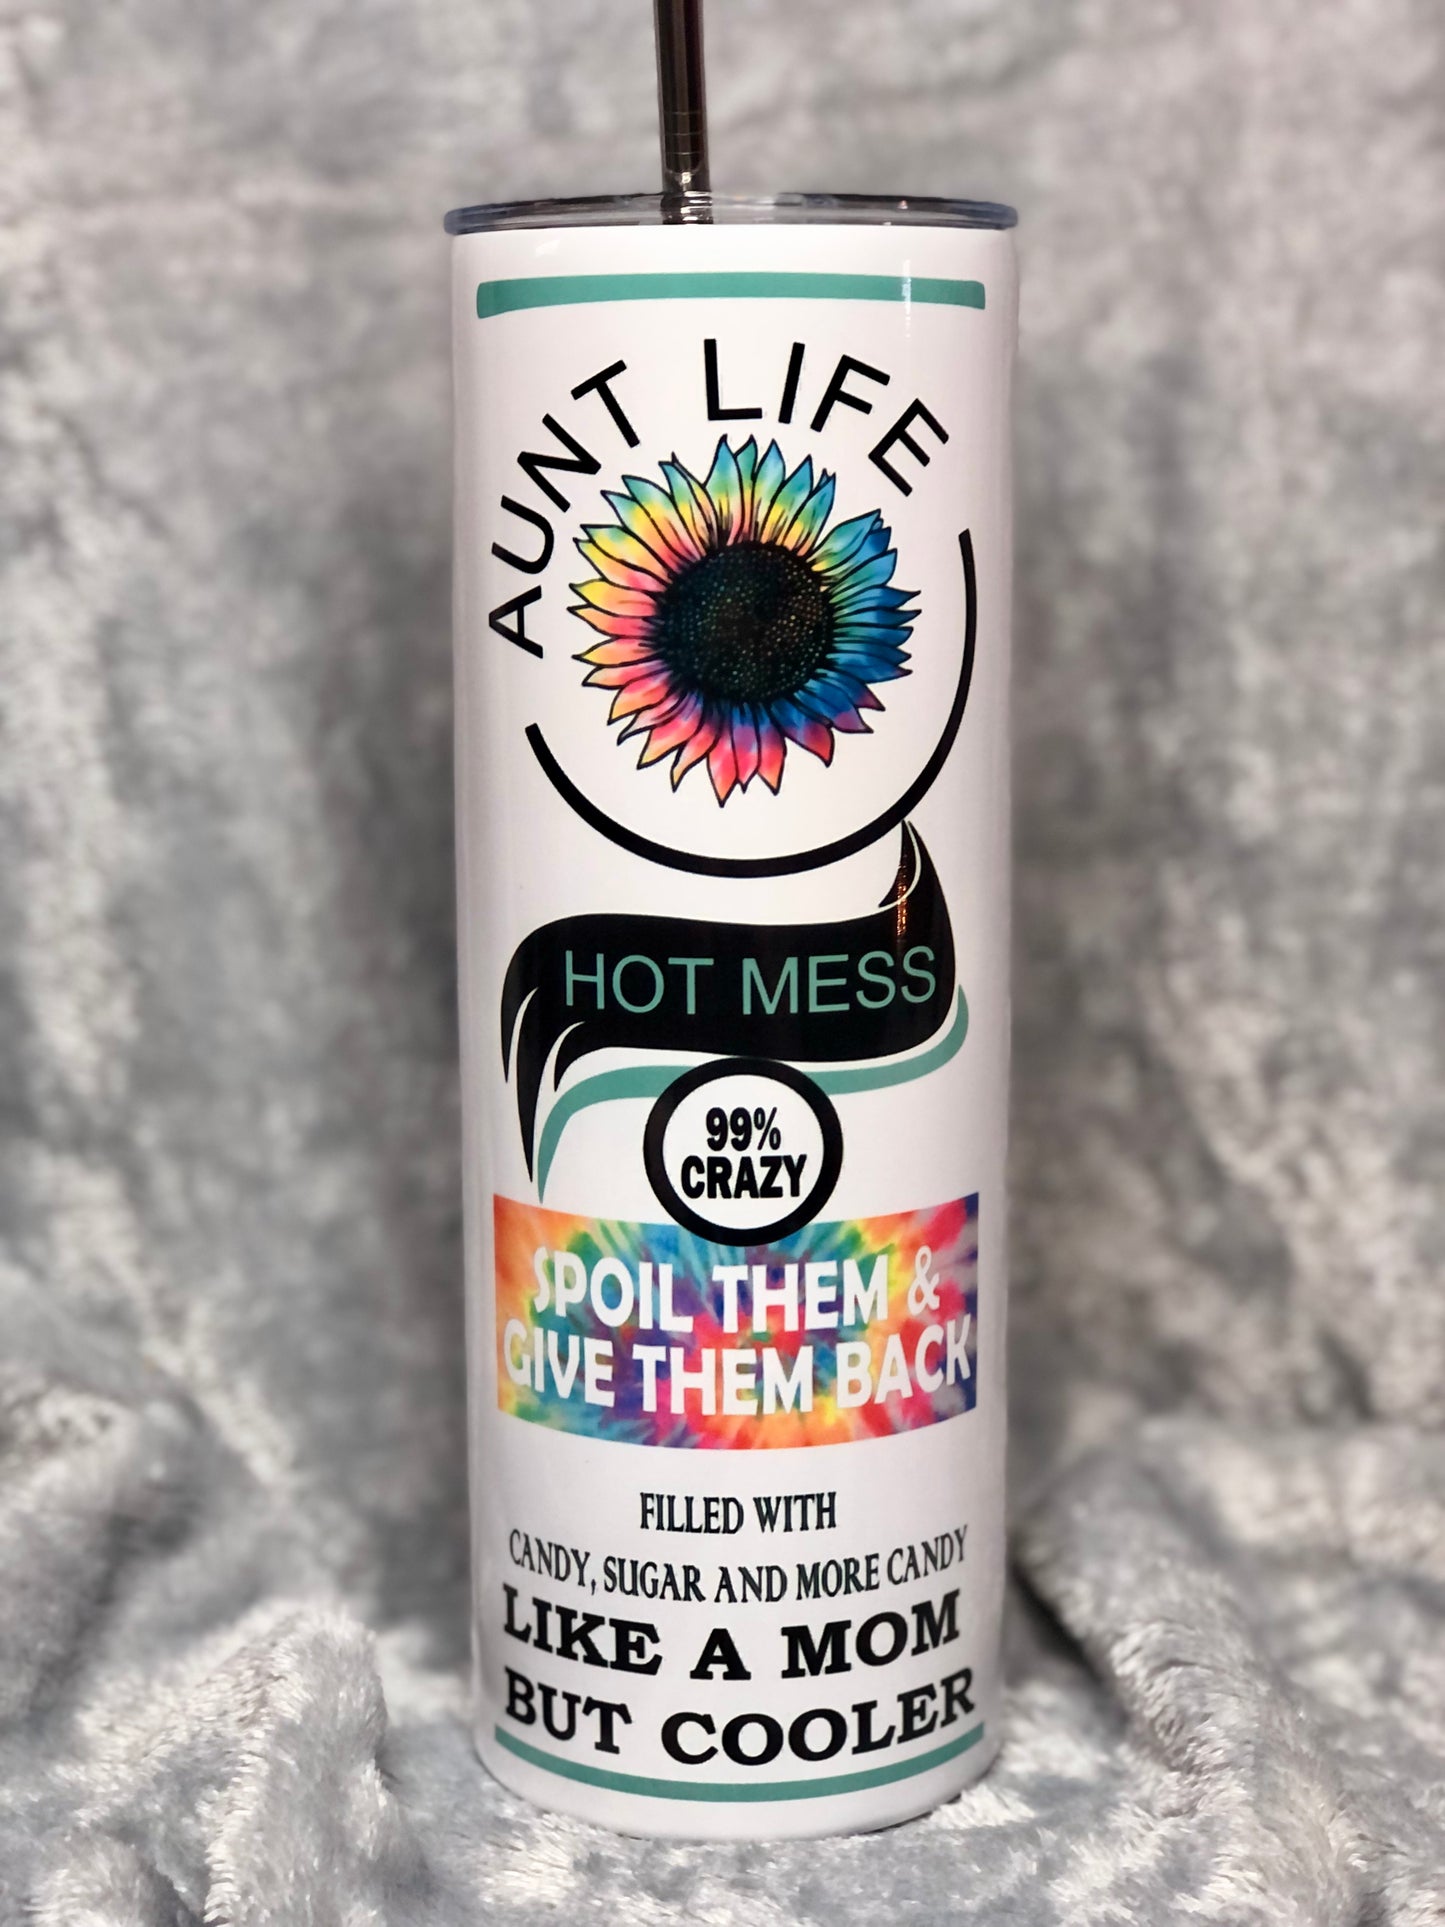 AUNT LIFE
HOT MESS
99%
CRAZY
SPOIL THEM &
GIVE THEM BACK
FILLED WITH
CANDY, SUGAR AND MORE CANDY
LIKE A MOM
BUT COOLER